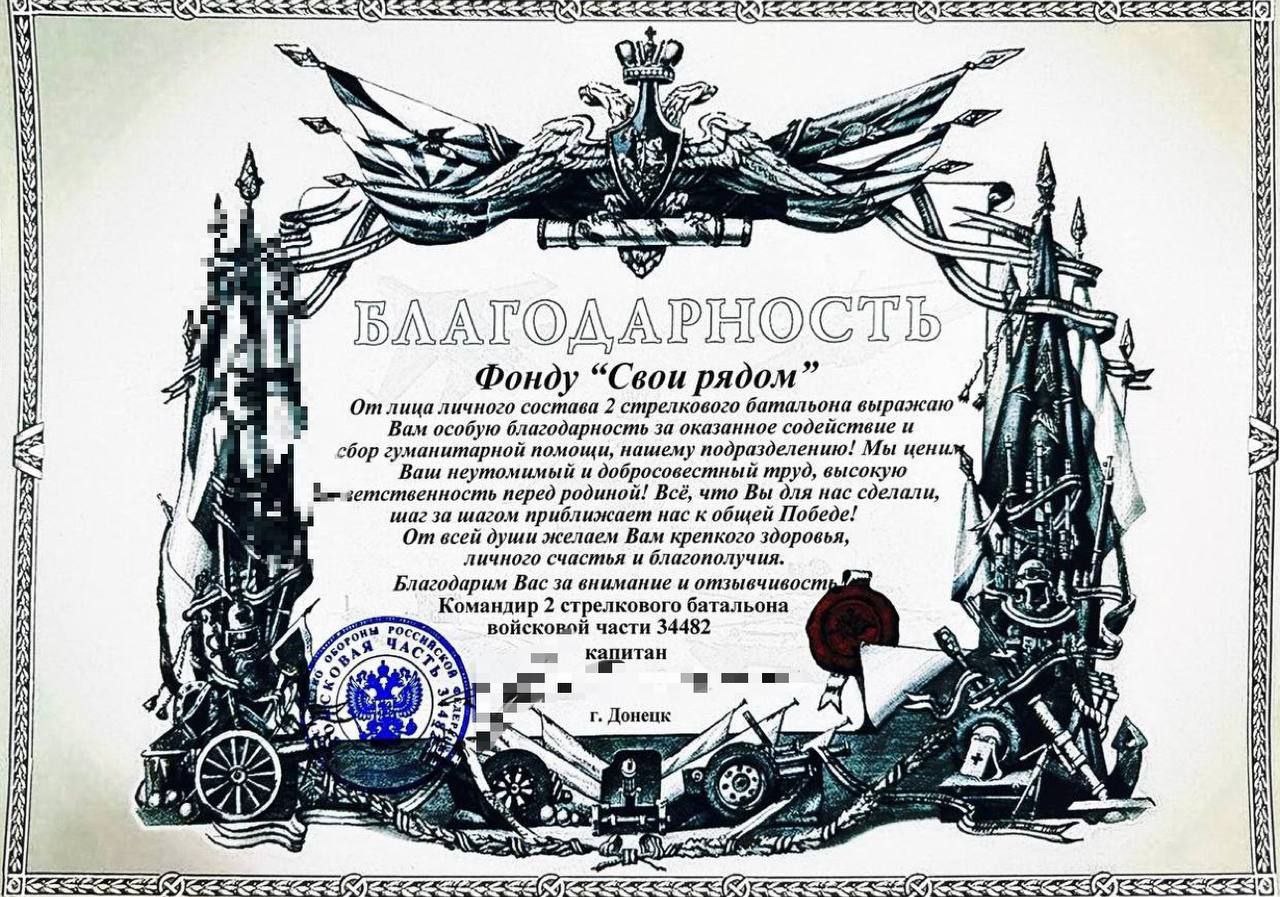 БЛАГОДАРНОСТЬ
Фонду “Свои рядом”
От лица личного состава 2 стрелкового батальона выражаю
Вам особую благодарность за оказанное содействие и
сбор гуманитарной помощи, нашему подразделению! Мы ценим
Ваш неутомимый и добросовестный труд, высокую
перед родиной! Всё, что Вы для нас сделали,
шаг за шагом приближает нас к общей Победе!
От всей души желаем Вам крепкого здоровья,
личного счастья и благополучия.
Благодарим Вас за внимание и отзывчивость
Командир 2 стрелкового батальона
войсковой части 34482
капитан
г. Донецк
ОБОРОНЫ РОССИЙСКОЙ
ЧАСТЬ